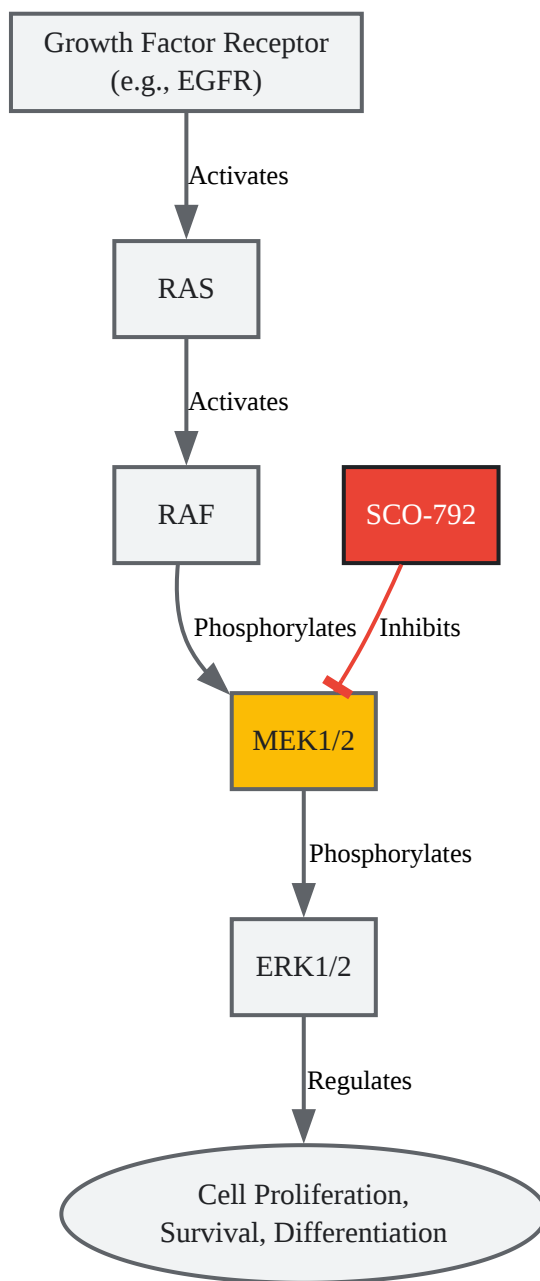 Growth Factor Receptor
(e.g., EGFR)
Activates
RAS
Activates
RAF
SCO-792
Phosphorylates
Inhibits
MEK1/2
Phosphorylates
ERK1/2
Regulates
Cell Proliferation,
Survival, Differentiation